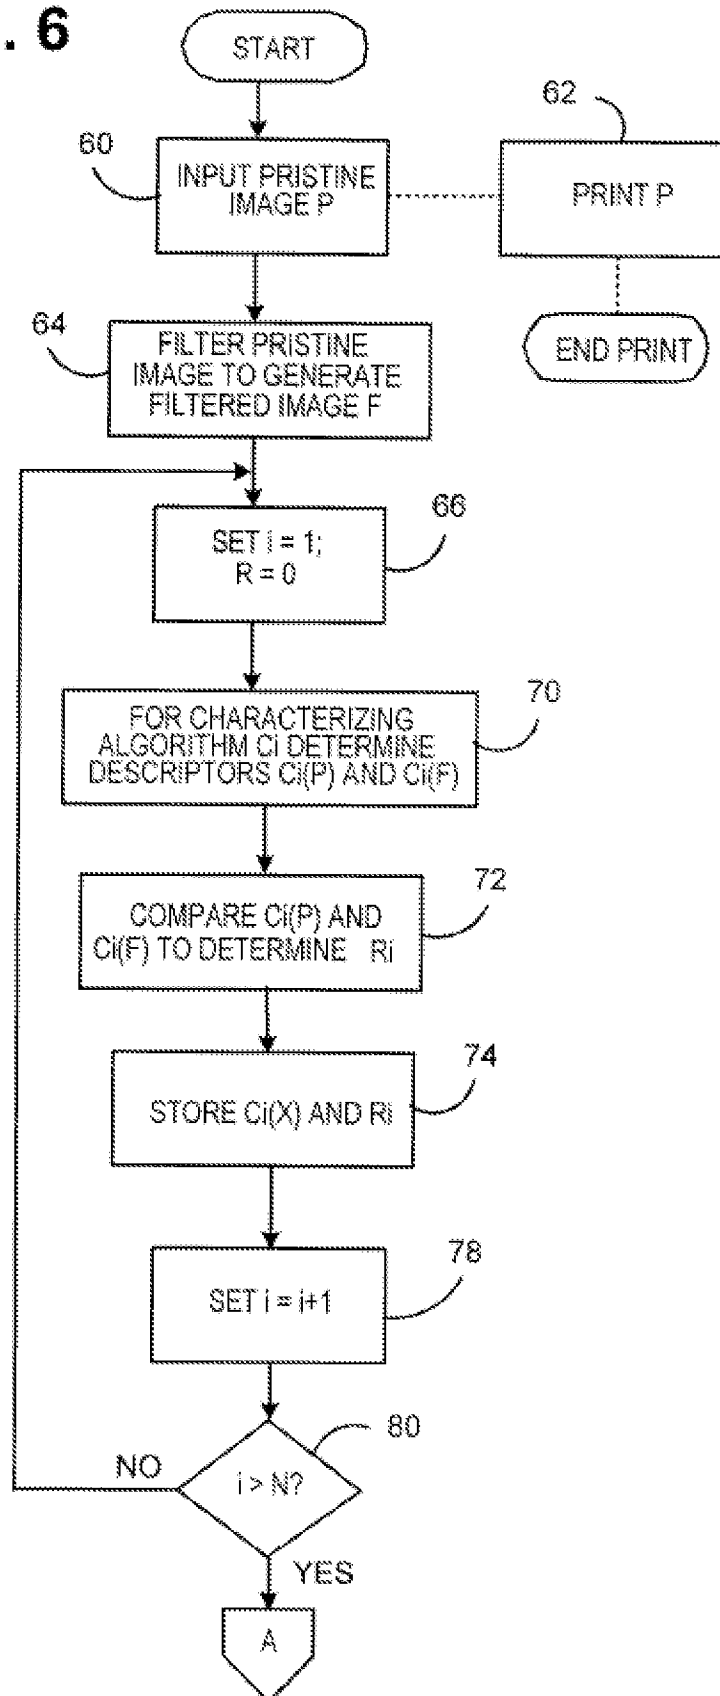 . 6
START
62
60
INPUT PRISTINE
IMAGE P
PRINT P
64
FILTER PRISTINE
IMAGE TO GENERATE
FILTERED IMAGE F
END PRINT
66
SET i = 1;
R = 0
70
FOR CHARACTERIZING
ALGORITHM Ci DETERMINE
DESCRIPTORS Ci(P) AND Ci(F)
72
COMPARE Ci(P) AND
Ci(F) TO DETERMINE Ri
74
STORE Ci(X) AND Ri
78
SET i = i+1
80
NO
i > N?
YES
A